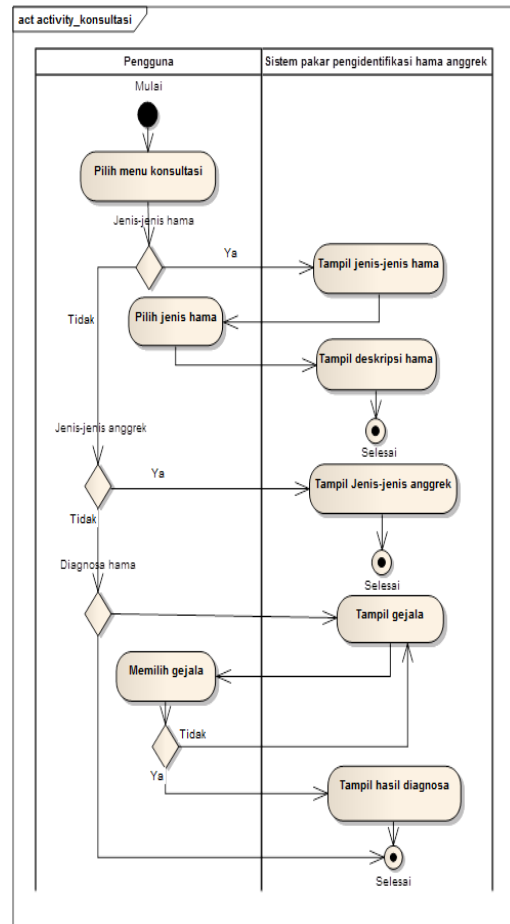 act activity_konsultasi
Pengguna
Sistem pakar pengidentifikasi hama anggrek
Mulai
Pilih menu konsultasi
Jenis-jenis hama
Ya
Tampil jenis-jenis hama
Tidak
Pilih jenis hama
Tampil deskripsi hama
Selesai
Jenis-jenis anggrek
Ya
Tampil Jenis-jenis anggrek
Tidak
Selesai
Diagnosa hama
Tampil gejala
Memilih gejala
Tidak
Ya
Tampil hasil diagnosa
Selesai